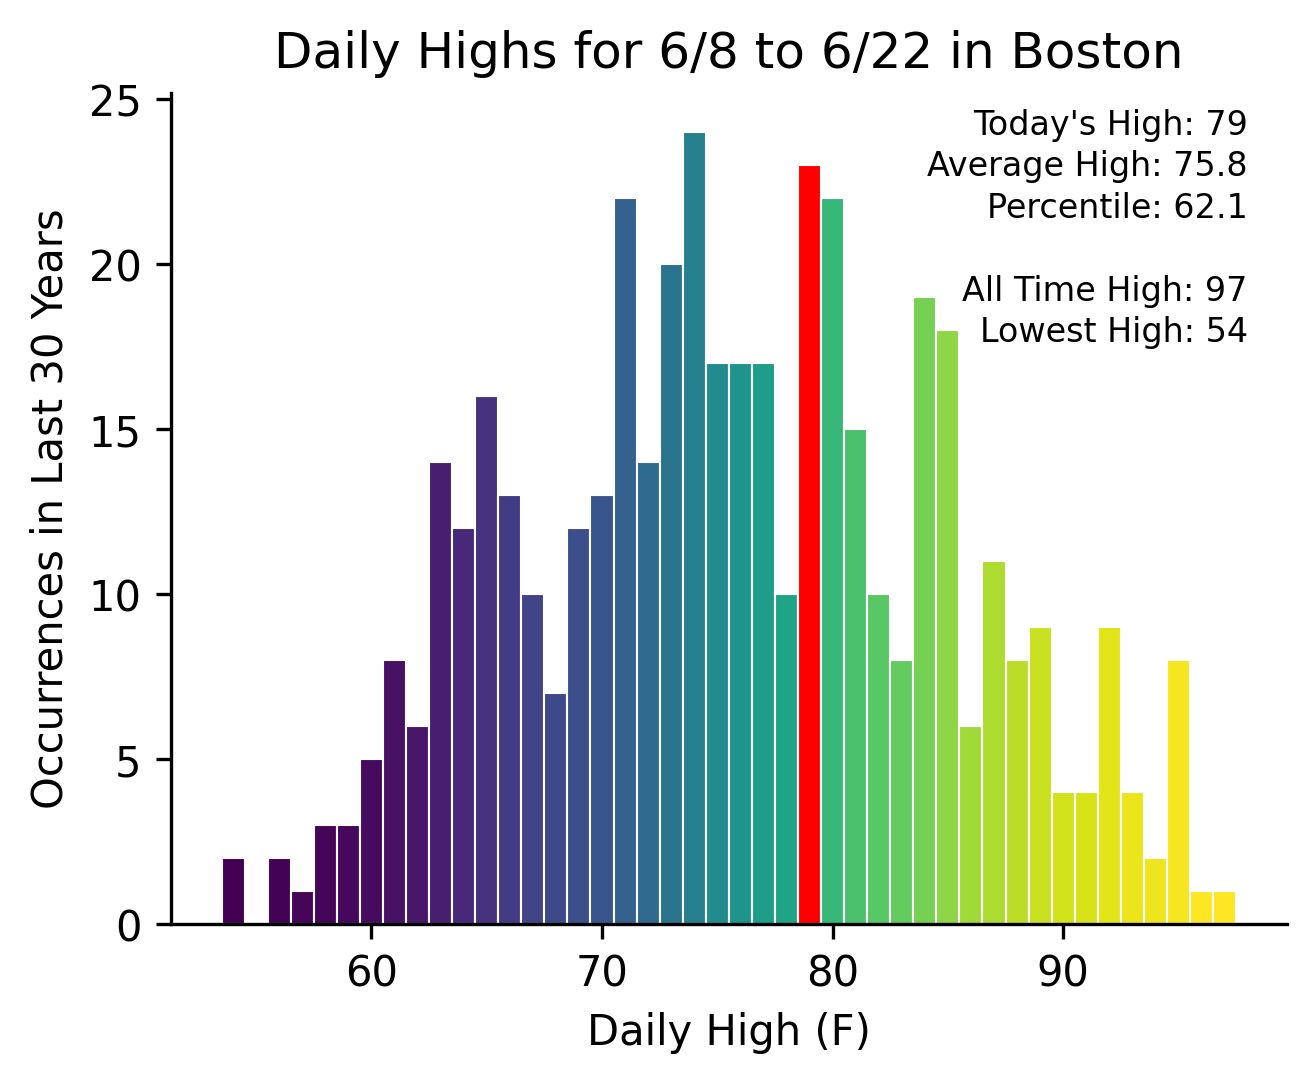 Daily Highs for 6/8 to 6/22 in Boston
Today's High: 79
Average High: 75.8
Percentile: 62.1
All Time High: 97
Lowest High: 54
Occurrences in Last 30 Years
25
20
15
10
5
0
60 70 80 90
Daily High (F)